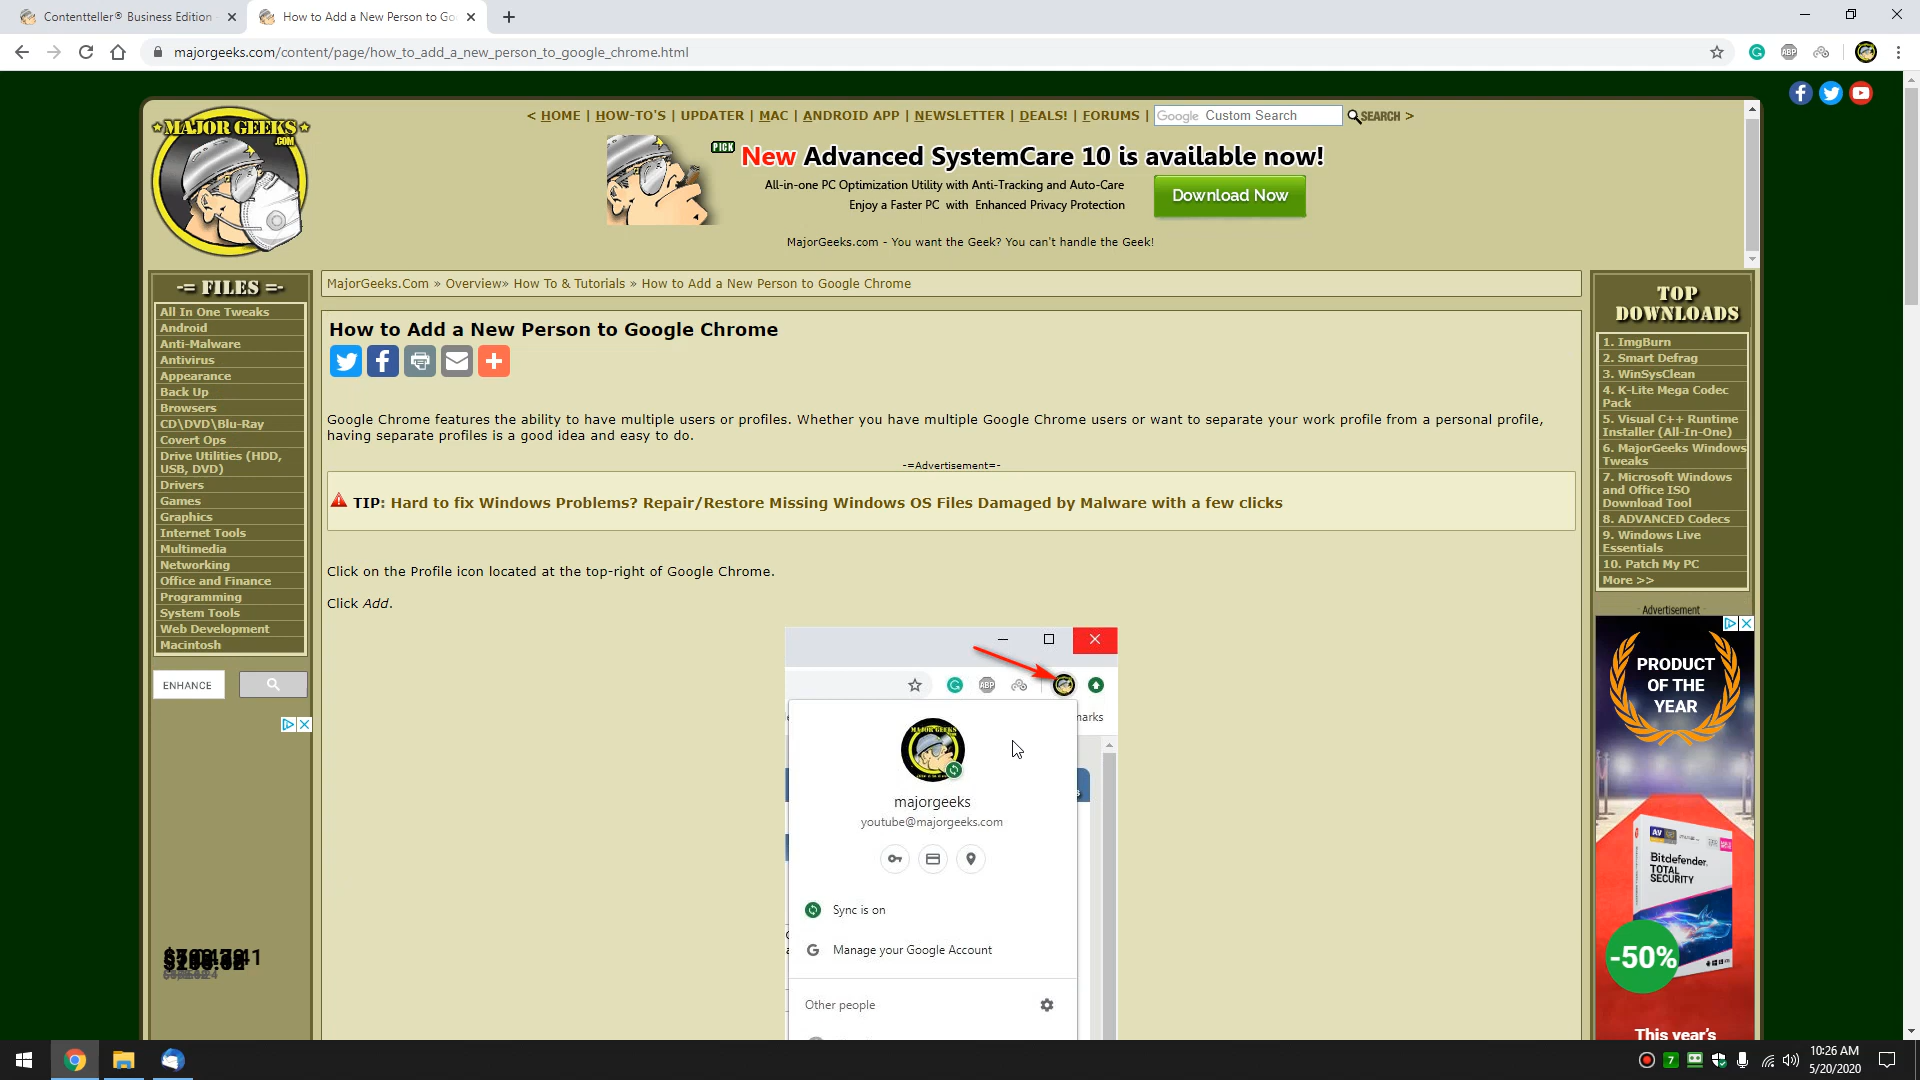 Contentteller® Business Edition
How to Add a New Person to Go
majorgeeks.com/content/page/how_to_add_a_new_person_to_google_chrome.html
MAJOR GEEKS
.COM
< HOME | HOW-TO'S | UPDATER | MAC | ANDROID APP | NEWSLETTER | DEALS! | FORUMS | Google Custom Search SEARCH >
PICK New Advanced SystemCare 10 is available now!
All-in-one PC Optimization Utility with Anti-Tracking and Auto-Care
Enjoy a Faster PC with Enhanced Privacy Protection
Download Now
MajorGeeks.com - You want the Geek? You can't handle the Geek!
-= FILES =-
All In One Tweaks
Android
Anti-Malware
Antivirus
Appearance
Back Up
Browsers
CD\DVD\Blu-Ray
Covert Ops
Drive Utilities (HDD,
USB, DVD)
Drivers
Games
Graphics
Internet Tools
Multimedia
Networking
Office and Finance
Programming
System Tools
Web Development
Macintosh
ENHANCE
MajorGeeks.Com » Overview» How To & Tutorials » How to Add a New Person to Google Chrome
How to Add a New Person to Google Chrome
Google Chrome features the ability to have multiple users or profiles. Whether you have multiple Google Chrome users or want to separate your work profile from a personal profile,
having separate profiles is a good idea and easy to do.
-=Advertisement=-
TIP: Hard to fix Windows Problems? Repair/Restore Missing Windows OS Files Damaged by Malware with a few clicks
Click on the Profile icon located at the top-right of Google Chrome.
Click Add.
ABP
marks
MAJOR GEEKS
majorgeeks
youtube@majorgeeks.com
Sync is on
Manage your Google Account
Other people
TOP
DOWNLOADS
1. ImgBurn
2. Smart Defrag
3. WinSysClean
4. K-Lite Mega Codec
Pack
5. Visual C++ Runtime
Installer (All-In-One)
6. MajorGeeks Windows
Tweaks
7. Microsoft Windows
and Office ISO
Download Tool
8. ADVANCED Codecs
9. Windows Live
Essentials
10. Patch My PC
More >>
Advertisement
PRODUCT
OF THE
YEAR
Bitdefender
TOTAL
SECURITY
-50%
This year's
7
10:26 AM
5/20/2020